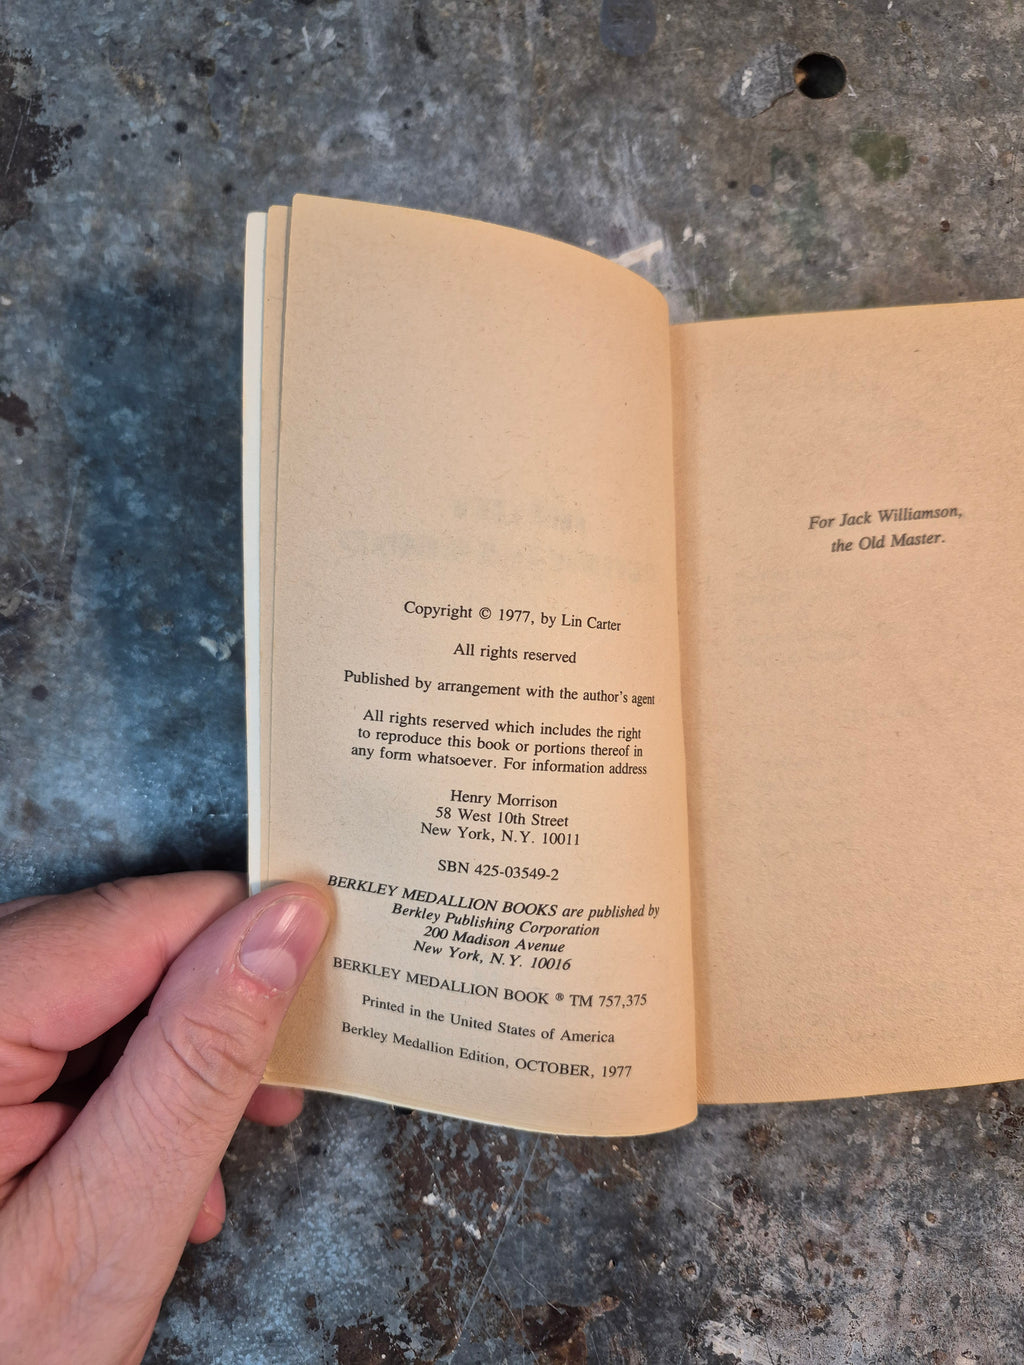 Copyright © 1977, by Lin Carter
All rights reserved
Published by arrangement with the author's agent
All rights reserved which includes the right
to reproduce this book or portions thereof in
any form whatsoever. For information address
Henry Morrison
58 West 10th Street
New York, N.Y. 10011
SBN 425-03549-2
BERKLEY MEDALLION BOOKS are published by
Berkley Publishing Corporation
200 Madison Avenue
New York, N. Y. 10016
BERKLEY MEDALLION BOOK ® TM 757,375
Printed in the United States of America
Berkley Medallion Edition, OCTOBER, 1977
For Jack Williamson,
the Old Master.